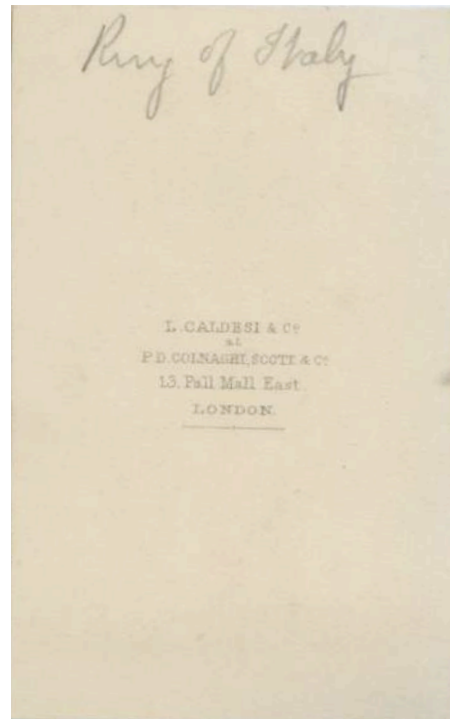 King of Italy
L. CALDESI & Co
at
P.D. COLNAGHI, SCOTT & Co
13, Pall Mall East.
LONDON.